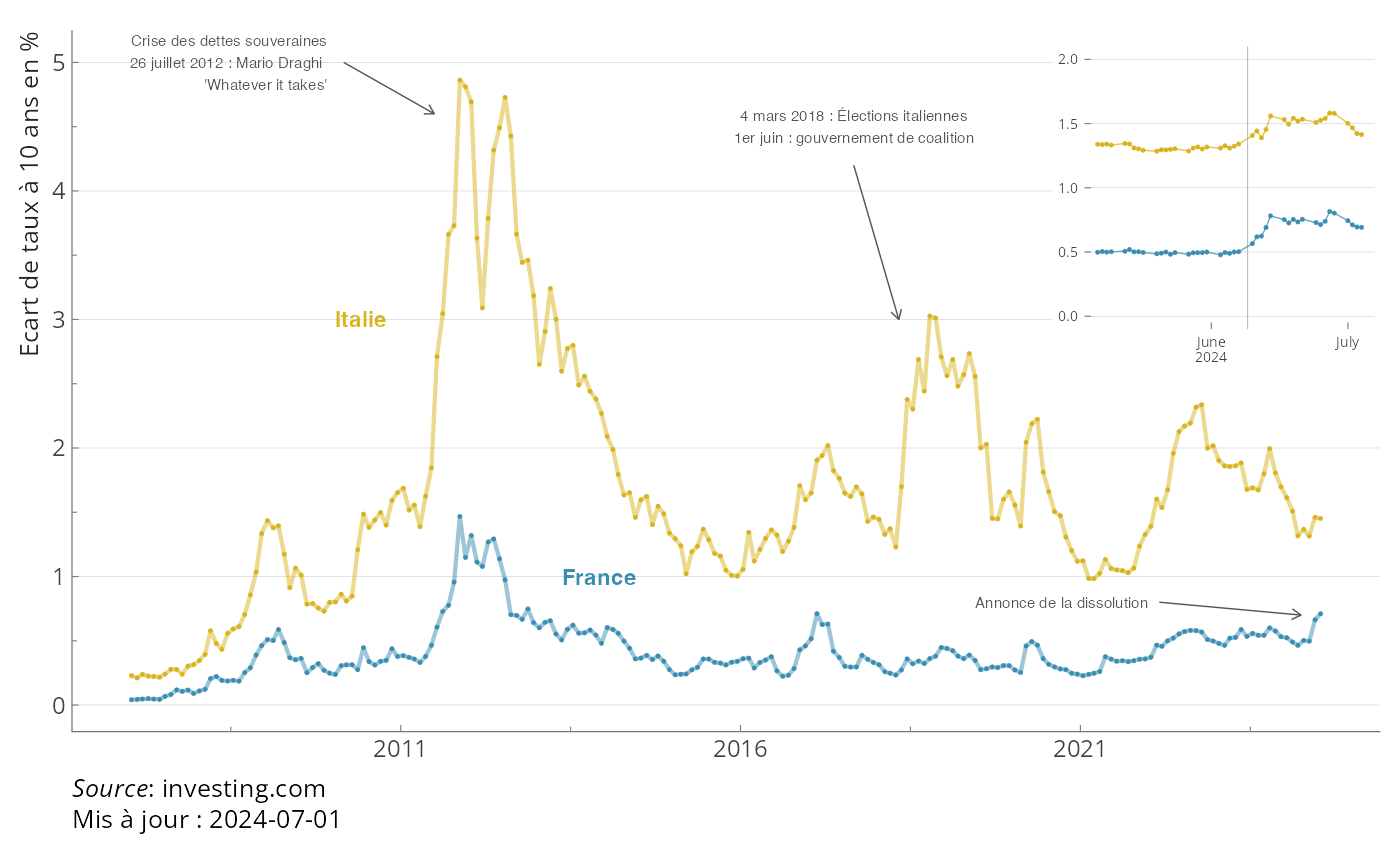 Ecart de taux à 10 ans en %
5
4
3
2
1
0
Crise des dettes souveraines
26 juillet 2012 : Mario Draghi
'Whatever it takes'
4 mars 2018 : Élections italiennes
1er juin : gouvernement de coalition
Italie
France
Annonce de la dissolution
2.0
1.5
1.0
0.5
0.0
June
2024
July
2011
2016
2021
Source: investing.com
Mis à jour : 2024-07-01